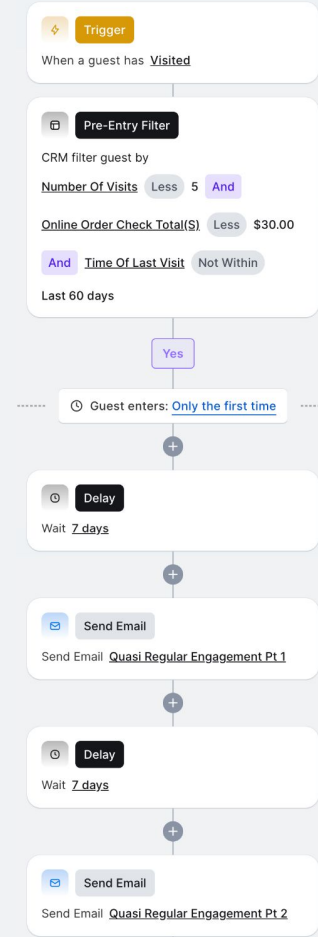 Trigger
When a guest has Visited
Pre-Entry Filter
CRM filter guest by
Number Of Visits Less 5 And
Online Order Check Total(S) Less $30.00
And Time Of Last Visit Not Within
Last 60 days
Yes
Guest enters: Only the first time
Delay
Wait 7 days
Send Email
Send Email Quasi Regular Engagement Pt 1
Delay
Wait 7 days
Send Email
Send Email Quasi Regular Engagement Pt 2